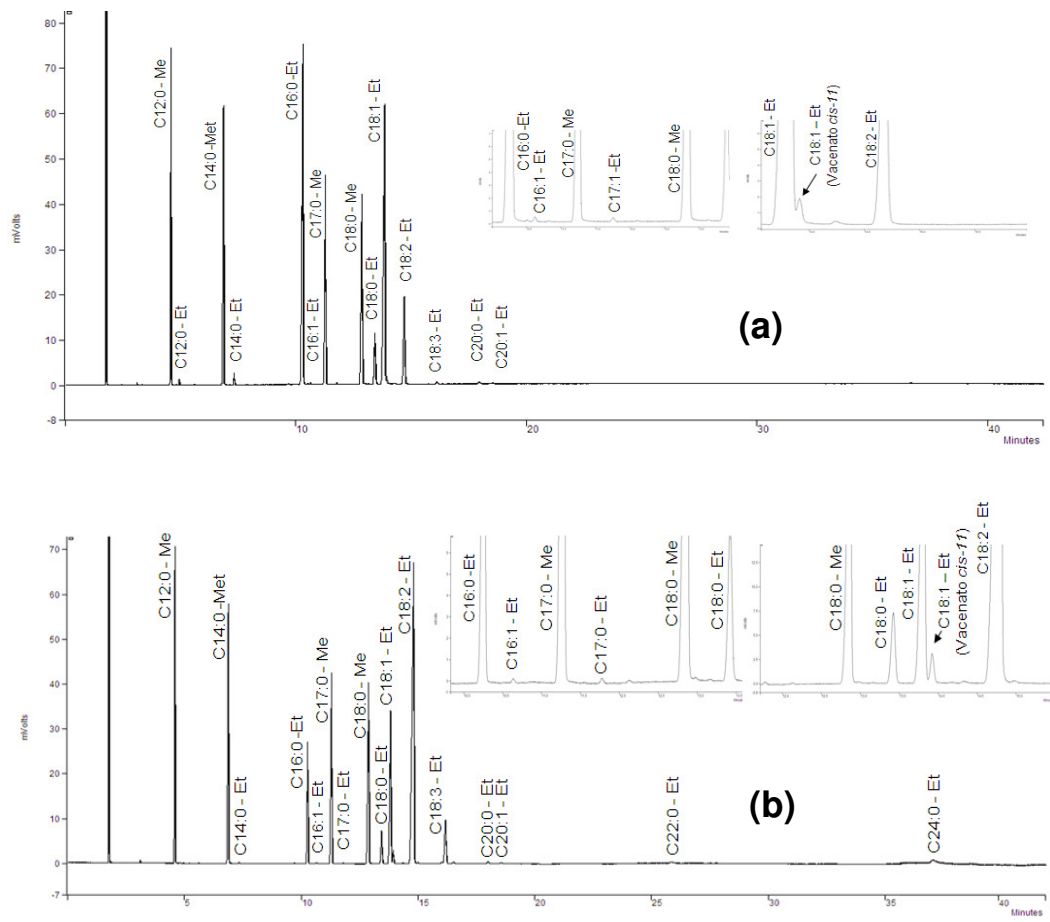 80
70
60
50
40
30
20
10
0
-8
mVolts
C12:0 - Me
C12:0 - Et
C14:0 -Met
C14:0 - Et
C16:0 -Et
C16:1 - Et
C17:0 - Me
C18:0 - Me
C18:0 - Et
C18:1 - Et
C18:2 - Et
C18:3 - Et
C20:0 - Et
C20:1 - Et
10
20
30
40
Minutes
C16:0 -Et
C16:1 - Et
C17:0 - Me
C17:1 -Et
C18:0 - Me
C18:1 - Et
C18:1 – Et
(Vacenato cis-11)
C18:2 - Et
(a)
70
60
50
40
30
20
10
0
-7
mVolts
C12:0 - Me
C14:0 -Met
C14:0 - Et
C16:0 -Et
C16:1 - Et
C17:0 - Me
C17:0 - Et
C18:0 - Me
C18:0 - Et
C18:1 - Et
C18:2 - Et
C18:3 - Et
C20:0 - Et
C20:1 - Et
C22:0 - Et
C24:0 - Et
5
10
15
20
25
30
35
40
Minutes
C16:0 -Et
C16:1 - Et
C17:0 - Me
C17:0 - Et
C18:0 - Me
C18:0 - Et
C18:0 - Me
C18:0 - Et
C18:1 - Et
C18:1 – Et
(Vacenato cis-11)
C18:2 - Et
(b)